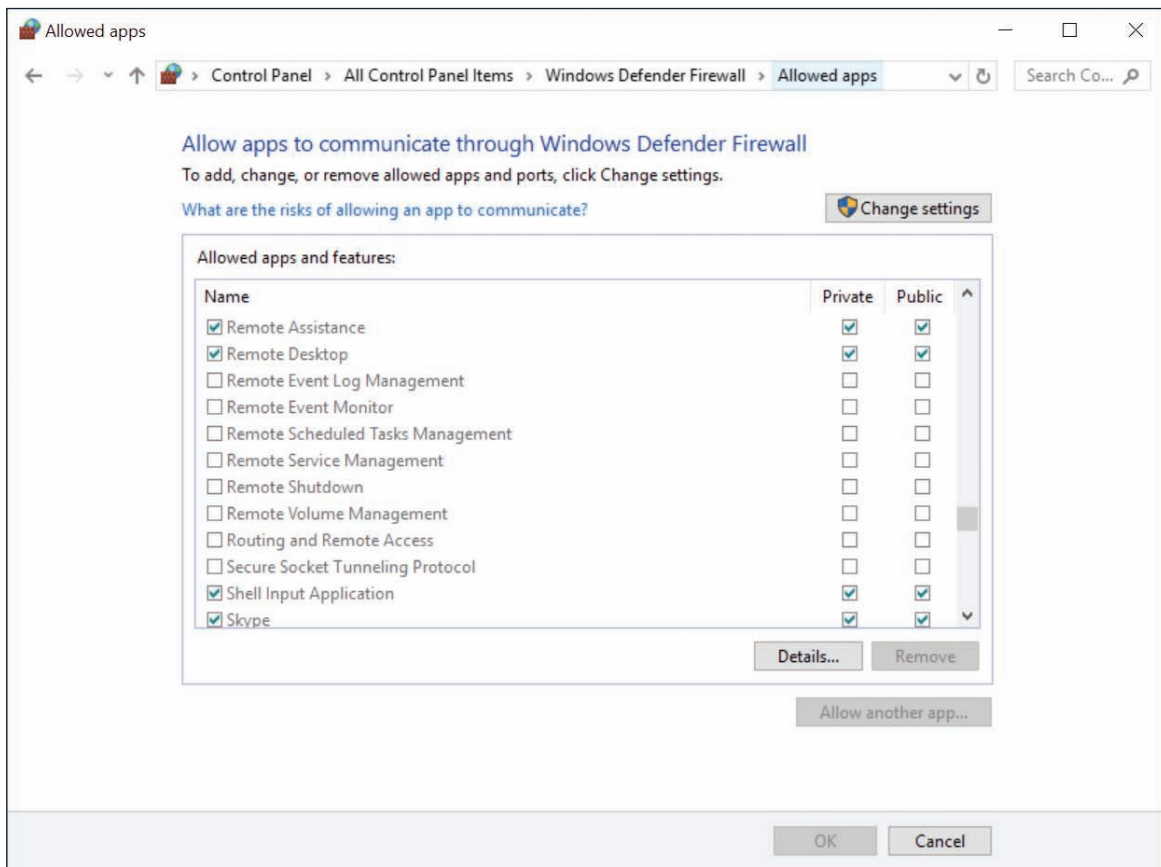 Allowed apps
Control Panel > All Control Panel Items > Windows Defender Firewall > Allowed apps
Search Co...
Allow apps to communicate through Windows Defender Firewall
To add, change, or remove allowed apps and ports, click Change settings.
What are the risks of allowing an app to communicate?
Change settings
Allowed apps and features:
Name Private Public
Remote Assistance
Remote Desktop
Remote Event Log Management
Remote Event Monitor
Remote Scheduled Tasks Management
Remote Service Management
Remote Shutdown
Remote Volume Management
Routing and Remote Access
Secure Socket Tunneling Protocol
Shell Input Application
Skype
Details... Remove
Allow another app...
OK Cancel